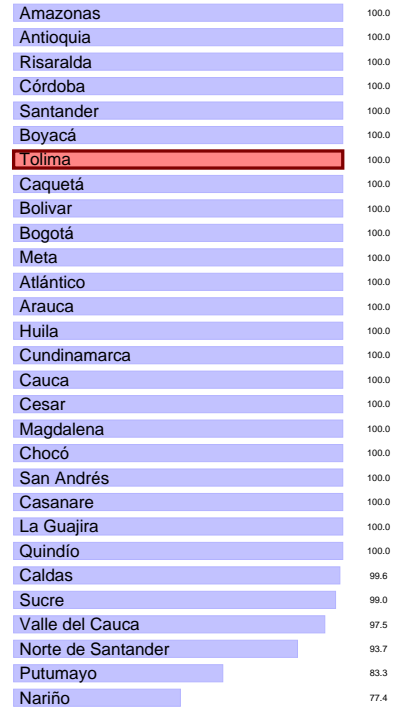 Amazonas 100.0
Antioquia 100.0
Risaralda 100.0
Córdoba 100.0
Santander 100.0
Boyacá 100.0
Tolima 100.0
Caquetá 100.0
Bolivar 100.0
Bogotá 100.0
Meta 100.0
Atlántico 100.0
Arauca 100.0
Huila 100.0
Cundinamarca 100.0
Cauca 100.0
Cesar 100.0
Magdalena 100.0
Chocó 100.0
San Andrés 100.0
Casanare 100.0
La Guajira 100.0
Quindío 100.0
Caldas 99.6
Sucre 99.0
Valle del Cauca 97.5
Norte de Santander 93.7
Putumayo 83.3
Nariño 77.4